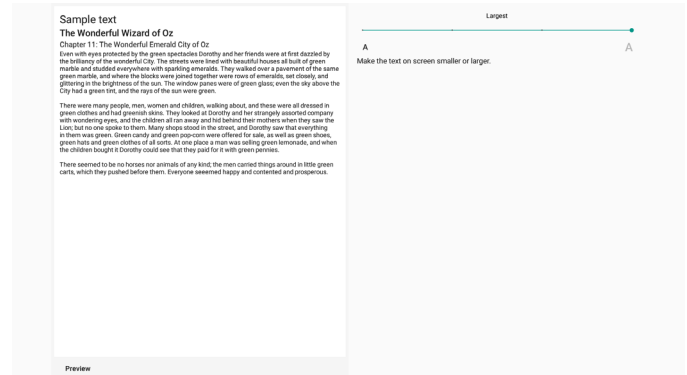 Sample text
The Wonderful Wizard of Oz
Chapter 11: The Wonderful Emerald City of Oz
Even with eyes protected by the green spectacles Dorothy and her friends were at first dazzled by
the brilliancy of the wonderful City. The streets were lined with beautiful houses all built of green
marble and studded everywhere with sparkling emeralds. They walked over a pavement of the same
green marble, and where the blocks were joined together were rows of emeralds, set closely, and
glittering in the brightness of the sun. The window panes were of green glass; even the sky above the
City had a green tint, and the rays of the sun were green.
There were many people, men, women and children, walking about, and these were all dressed in
green clothes and had greenish skins. They looked at Dorothy and her strangely assorted company
with wondering eyes, and the children all ran away and hid behind their mothers when they saw the
Lion; but no one spoke to them. Many shops stood in the street, and Dorothy saw that everything
in them was green. Green candy and green pop-corn were offered for sale, as well as green shoes,
green hats and green clothes of all sorts. At one place a man was selling green lemonade, and when
the children bought it Dorothy could see that they paid for it with green pennies.
There seemed to be no horses nor animals of any kind; the men carried things around in little green
carts, which they pushed before them. Everyone seeemed happy and contented and prosperous.
Preview
Largest
A A
Make the text on screen smaller or larger.